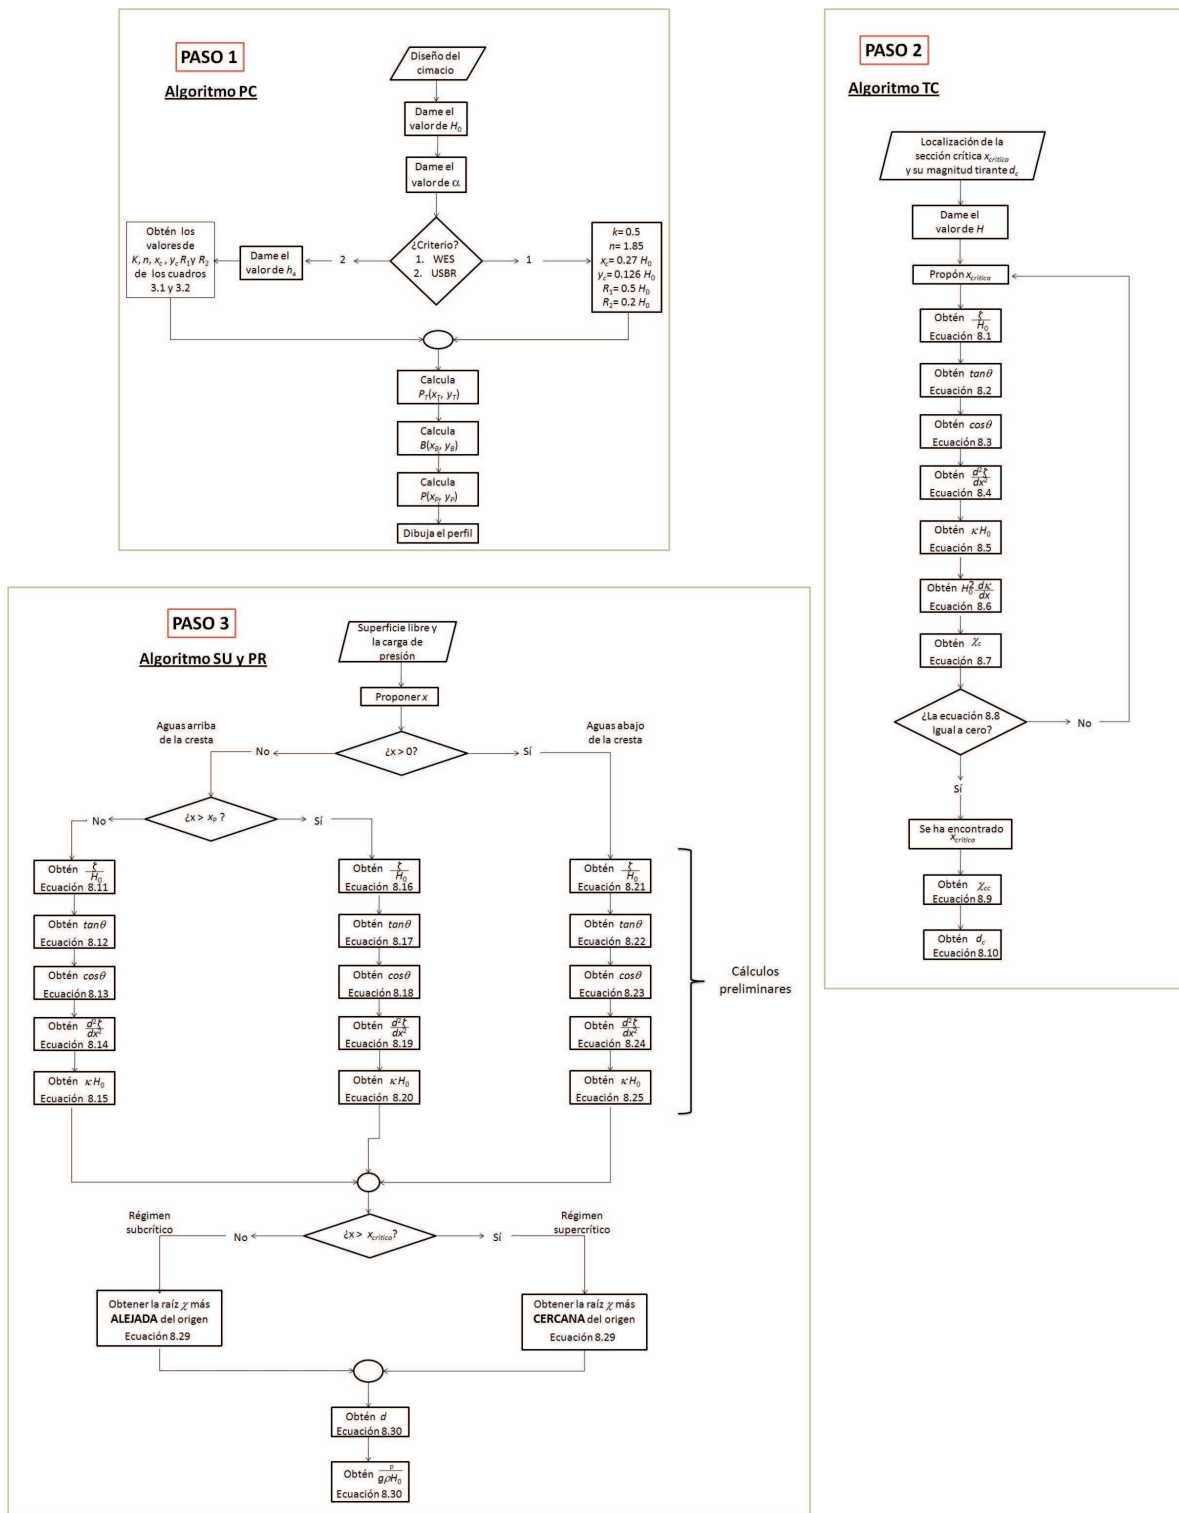 PASO 1
Algoritmo PC
Diseño del
cimacio
Dame el
valor de H0
Dame el
valor de α
¿Criterio?
1. WES
2. USBR
2
1
Dame el
valor de ha
Obtén los
valores de
K, n, xc, yc R1 y R2
de los cuadros
3.1 y 3.2
k= 0.5
n= 1.85
xc= 0.27 H0
yc= 0.126 H0
R1= 0.5 H0
R2= 0.2 H0
Calcula
PT(xT, yT)
Calcula
B(xB, yB)
Calcula
P(xP, yP)
Dibuja el perfil
PASO 2
Algoritmo TC
Localización de la
sección crítica xcrítica
y su magnitud tirante dc
Dame el
valor de H
Propón xcrítica
Obtén ζ/H0
Ecuación 8.1
Obtén tanθ
Ecuación 8.2
Obtén cosθ
Ecuación 8.3
Obtén d²ζ/dx²
Ecuación 8.4
Obtén κH0
Ecuación 8.5
Obtén H0² dκ/dx
Ecuación 8.6
Obtén χc
Ecuación 8.7
¿La ecuación 8.8
Igual a cero?
No
Sí
Se ha encontrado
xcrítica
Obtén χcc
Ecuación 8.9
Obtén dc
Ecuación 8.10
PASO 3
Algoritmo SU y PR
Superficie libre y
la carga de
presión
Proponer x
Aguas arriba
de la cresta
No
¿x > 0?
Sí
Aguas abajo
de la cresta
No
¿x > xP ?
Sí
Obtén ζ/H0
Ecuación 8.11
Obtén tanθ
Ecuación 8.12
Obtén cosθ
Ecuación 8.13
Obtén d²ζ/dx²
Ecuación 8.14
Obtén κH0
Ecuación 8.15
Obtén ζ/H0
Ecuación 8.16
Obtén tanθ
Ecuación 8.17
Obtén cosθ
Ecuación 8.18
Obtén d²ζ/dx²
Ecuación 8.19
Obtén κH0
Ecuación 8.20
Obtén ζ/H0
Ecuación 8.21
Obtén tanθ
Ecuación 8.22
Obtén cosθ
Ecuación 8.23
Obtén d²ζ/dx²
Ecuación 8.24
Obtén κH0
Ecuación 8.25
Cálculos
preliminares
Régimen
subcrítico
No
¿x > xcrítica?
Sí
Régimen
supercrítico
Obtener la raíz χ más
ALEJADA del origen
Ecuación 8.29
Obtener la raíz χ más
CERCANA del origen
Ecuación 8.29
Obtén d
Ecuación 8.30
Obtén p/gρH0
Ecuación 8.30